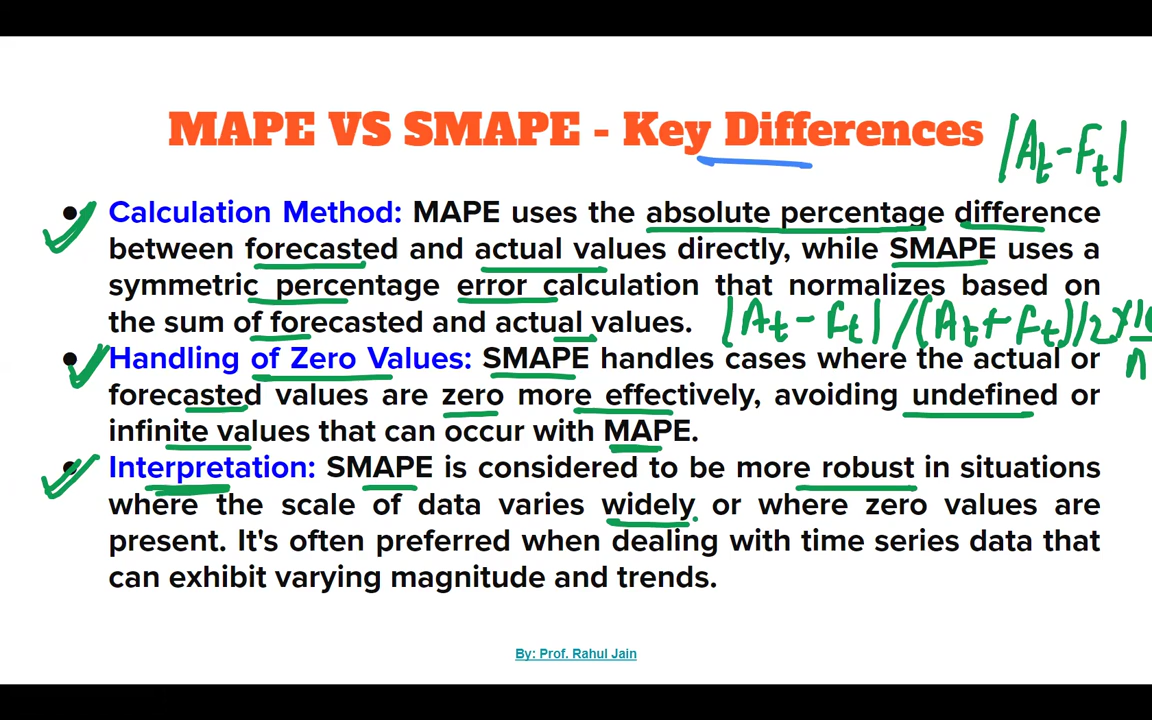 MAPE VS SMAPE - Key Differences
|At - Ft|
• Calculation Method: MAPE uses the absolute percentage difference
between forecasted and actual values directly, while SMAPE uses a
symmetric percentage error calculation that normalizes based on
the sum of forecasted and actual values.
|At - Ft| / (At + Ft)/2 ×
n
• Handling of Zero Values: SMAPE handles cases where the actual or
forecasted values are zero more effectively, avoiding undefined or
infinite values that can occur with MAPE.
• Interpretation: SMAPE is considered to be more robust in situations
where the scale of data varies widely or where zero values are
present. It's often preferred when dealing with time series data that
can exhibit varying magnitude and trends.
By: Prof. Rahul Jain